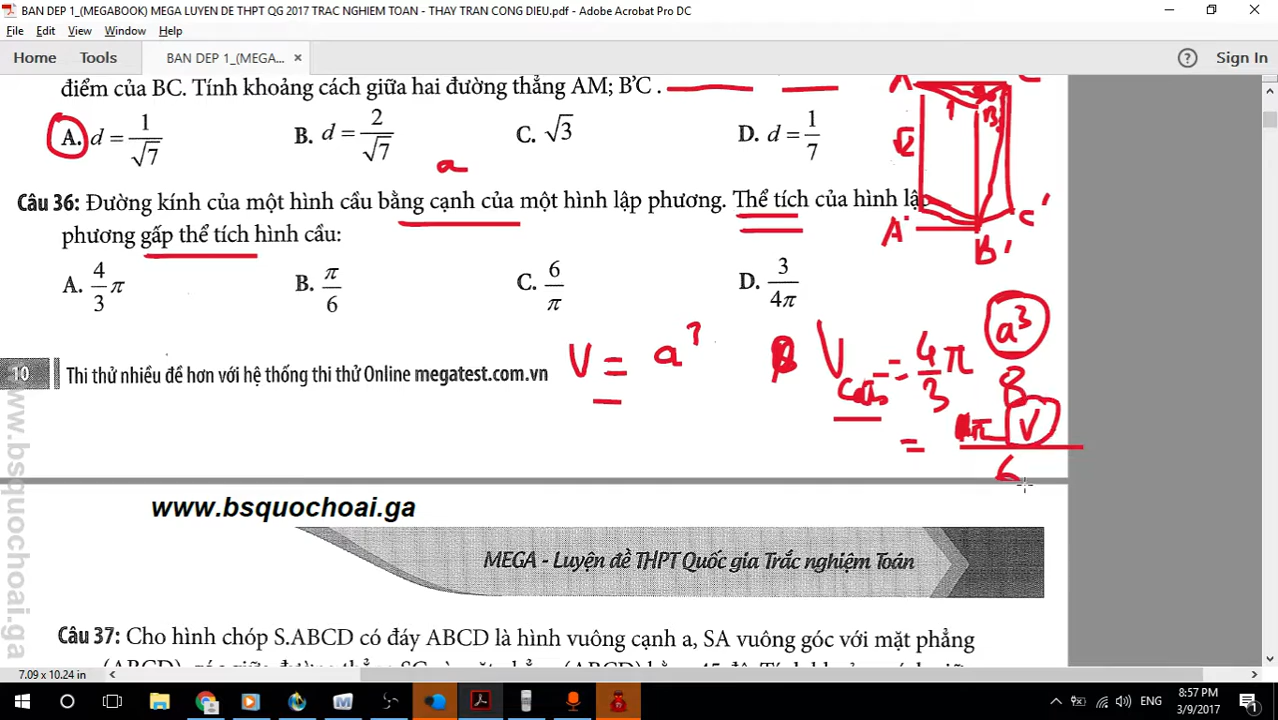 BAN DEP 1_(MEGABOOK) MEGA LUYEN DE THPT QG 2017 TRAC NGHIEM TOAN - THAY TRAN CONG DIEU.pdf - Adobe Acrobat Pro DC
File Edit View Window Help
Home Tools BAN DEP 1_(MEGA... × Sign In
điểm của BC. Tính khoảng cách giữa hai đường thẳng AM; B'C .
A. d = 1/√7 B. d = 2/√7 C. √3 D. d = 1/7
a
Câu 36: Đường kính của một hình cầu bằng cạnh của một hình lập phương. Thể tích của hình lập
phương gấp thể tích hình cầu:
A' B' C'
A. 4/3 π B. π/6 C. 6/π D. 3/4π
V = a³ V = 4/3 π a³/8
= π V / 6
10 Thi thử nhiều đề hơn với hệ thống thi thử Online megatest.com.vn
www.bsquochoai.ga
www.bsquochoai.ga
MEGA - Luyện đề THPT Quốc gia Trắc nghiệm Toán
Câu 37: Cho hình chóp S.ABCD có đáy ABCD là hình vuông cạnh a, SA vuông góc với mặt phẳng
7.09 x 10.24 in
ENG 8:57 PM
3/9/2017